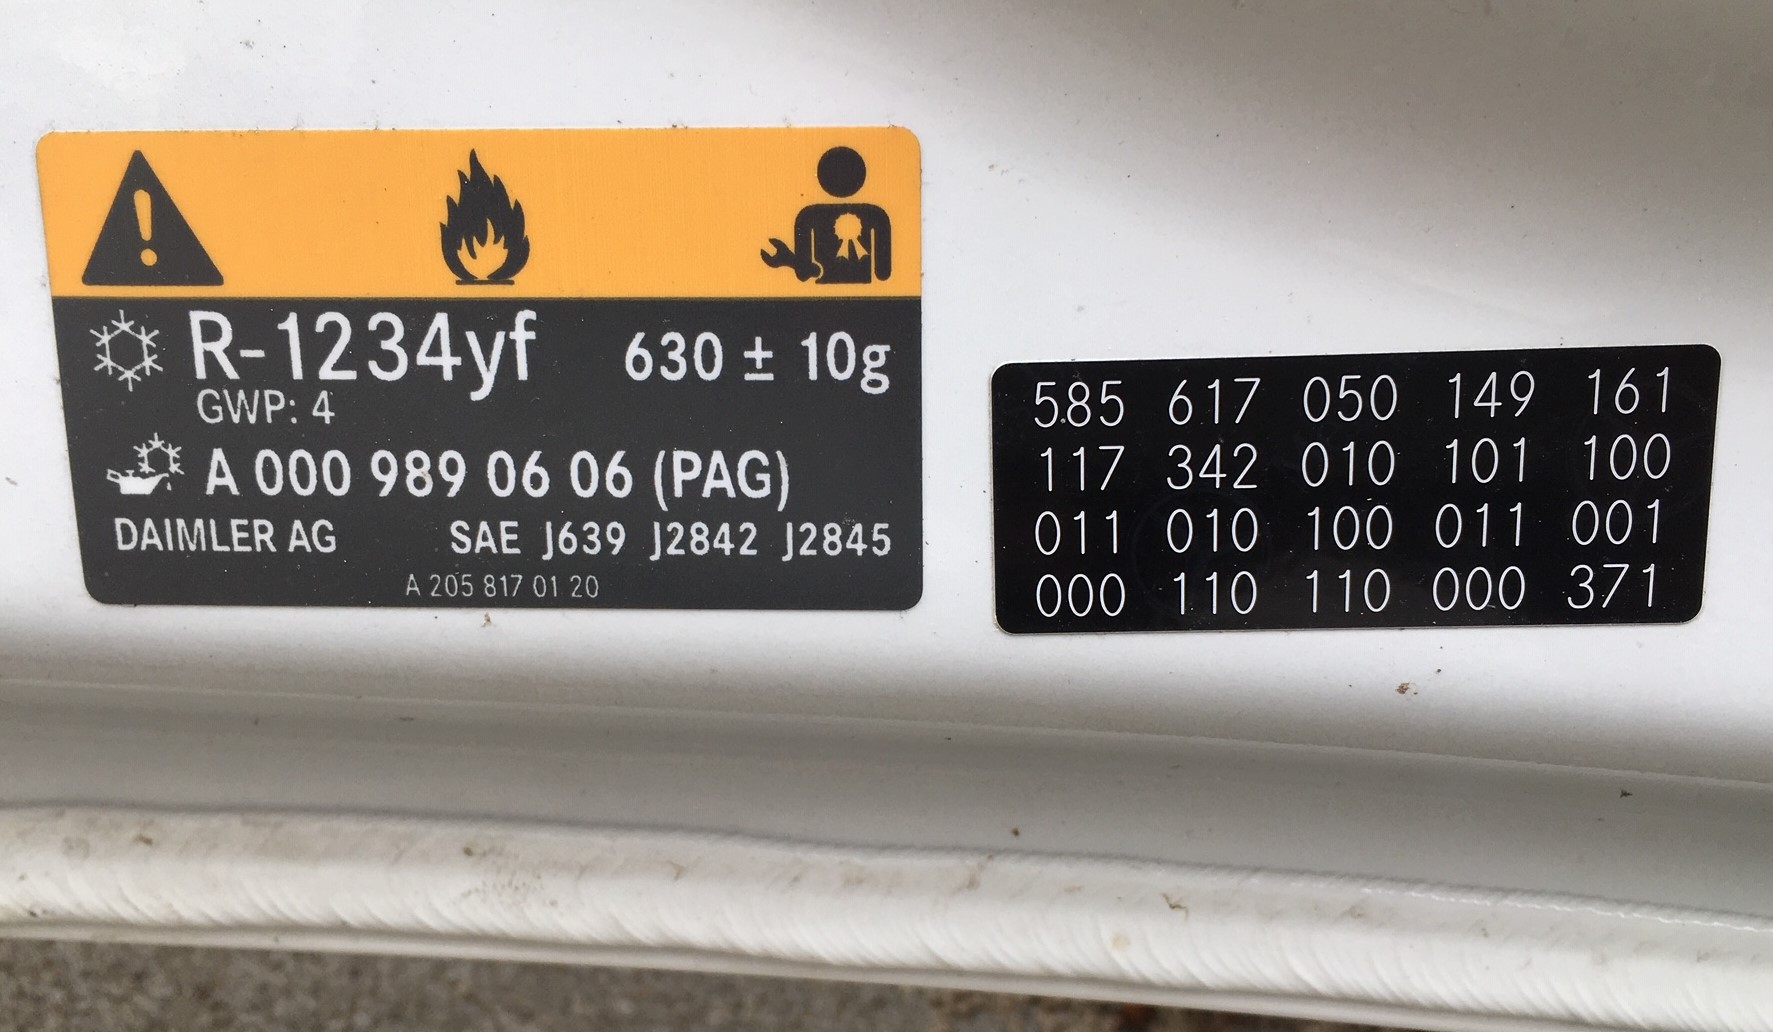 R-1234yf 630 ± 10g
GWP: 4
A 000 989 06 06 (PAG)
DAIMLER AG SAE J639 J2842 J2845
A 205 817 01 20
585 617 050 149 161
117 342 010 101 100
011 010 100 011 001
000 110 110 000 371